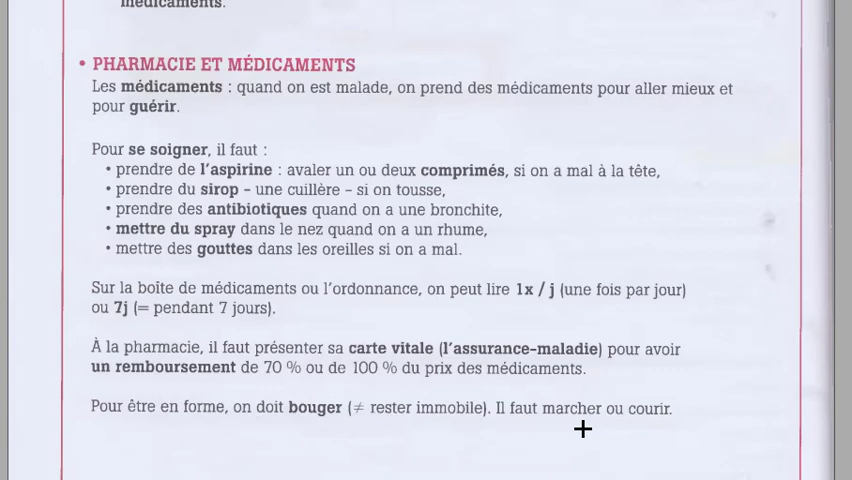 médicaments.
• PHARMACIE ET MÉDICAMENTS
Les médicaments : quand on est malade, on prend des médicaments pour aller mieux et
pour guérir.
Pour se soigner, il faut :
• prendre de l'aspirine : avaler un ou deux comprimés, si on a mal à la tête,
• prendre du sirop – une cuillère – si on tousse,
• prendre des antibiotiques quand on a une bronchite,
• mettre du spray dans le nez quand on a un rhume,
• mettre des gouttes dans les oreilles si on a mal.
Sur la boîte de médicaments ou l'ordonnance, on peut lire 1x / j (une fois par jour)
ou 7j (= pendant 7 jours).
À la pharmacie, il faut présenter sa carte vitale (l'assurance-maladie) pour avoir
un remboursement de 70 % ou de 100 % du prix des médicaments.
Pour être en forme, on doit bouger (≠ rester immobile). Il faut marcher ou courir.